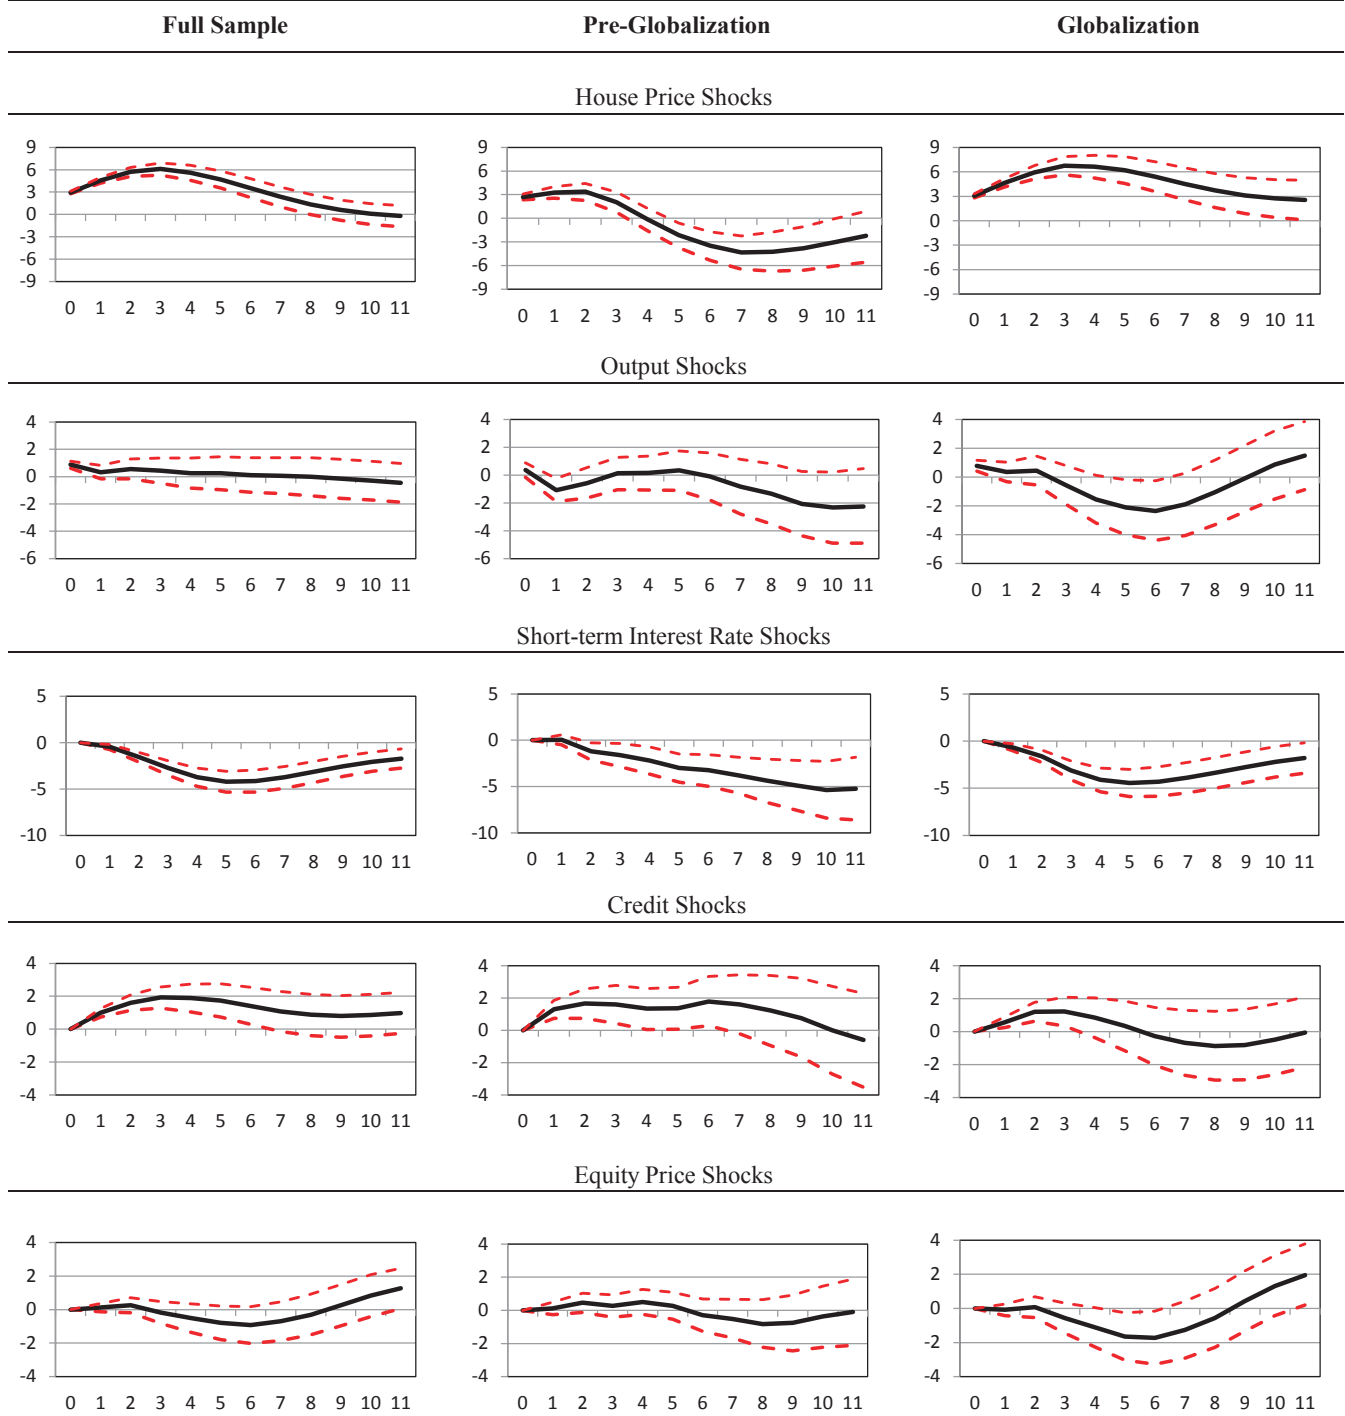 Full Sample Pre-Globalization Globalization
House Price Shocks
9 9 9
6 6 6
3 3 3
0 0 0
-3 -3 -3
-6 -6 -6
-9 -9 -9
0 1 2 3 4 5 6 7 8 9 10 11 0 1 2 3 4 5 6 7 8 9 10 11 0 1 2 3 4 5 6 7 8 9 10 11
Output Shocks
4 4 4
2 2 2
0 0 0
-2 -2 -2
-4 -4 -4
-6 -6 -6
0 1 2 3 4 5 6 7 8 9 10 11 0 1 2 3 4 5 6 7 8 9 10 11 0 1 2 3 4 5 6 7 8 9 10 11
Short-term Interest Rate Shocks
5 5 5
0 0 0
-5 -5 -5
-10 -10 -10
0 1 2 3 4 5 6 7 8 9 10 11 0 1 2 3 4 5 6 7 8 9 10 11 0 1 2 3 4 5 6 7 8 9 10 11
Credit Shocks
4 4 4
2 2 2
0 0 0
-2 -2 -2
-4 -4 -4
0 1 2 3 4 5 6 7 8 9 10 11 0 1 2 3 4 5 6 7 8 9 10 11 0 1 2 3 4 5 6 7 8 9 10 11
Equity Price Shocks
4 4 4
2 2 2
0 0 0
-2 -2 -2
-4 -4 -4
0 1 2 3 4 5 6 7 8 9 10 11 0 1 2 3 4 5 6 7 8 9 10 11 0 1 2 3 4 5 6 7 8 9 10 11